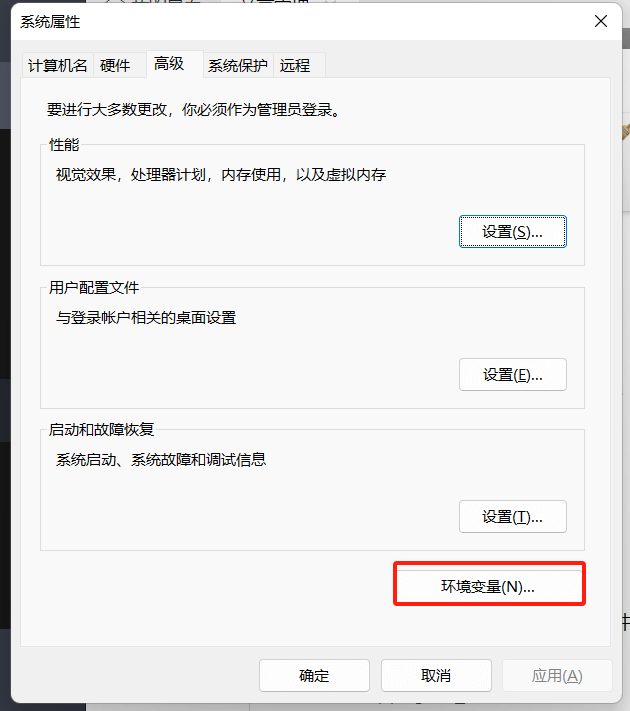 系统属性
计算机名 硬件 高级 系统保护 远程
要进行大多数更改，你必须作为管理员登录。
性能
视觉效果，处理器计划，内存使用，以及虚拟内存
设置(S)...
用户配置文件
与登录帐户相关的桌面设置
设置(E)...
启动和故障恢复
系统启动、系统故障和调试信息
设置(T)...
环境变量(N)...
确定 取消 应用(A)